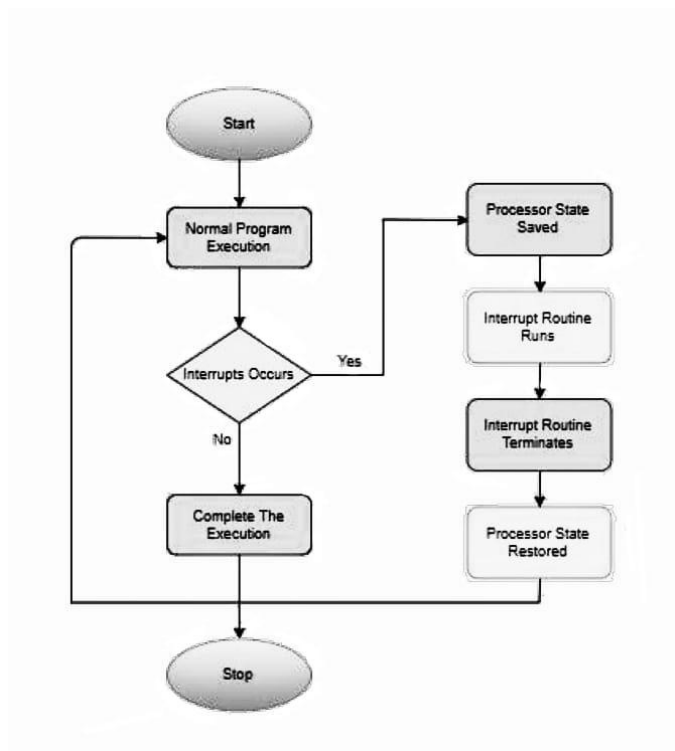 Start
Normal Program
Execution
Interrupts Occurs
Yes
No
Complete The
Execution
Stop
Processor State
Saved
Interrupt Routine
Runs
Interrupt Routine
Terminates
Processor State
Restored